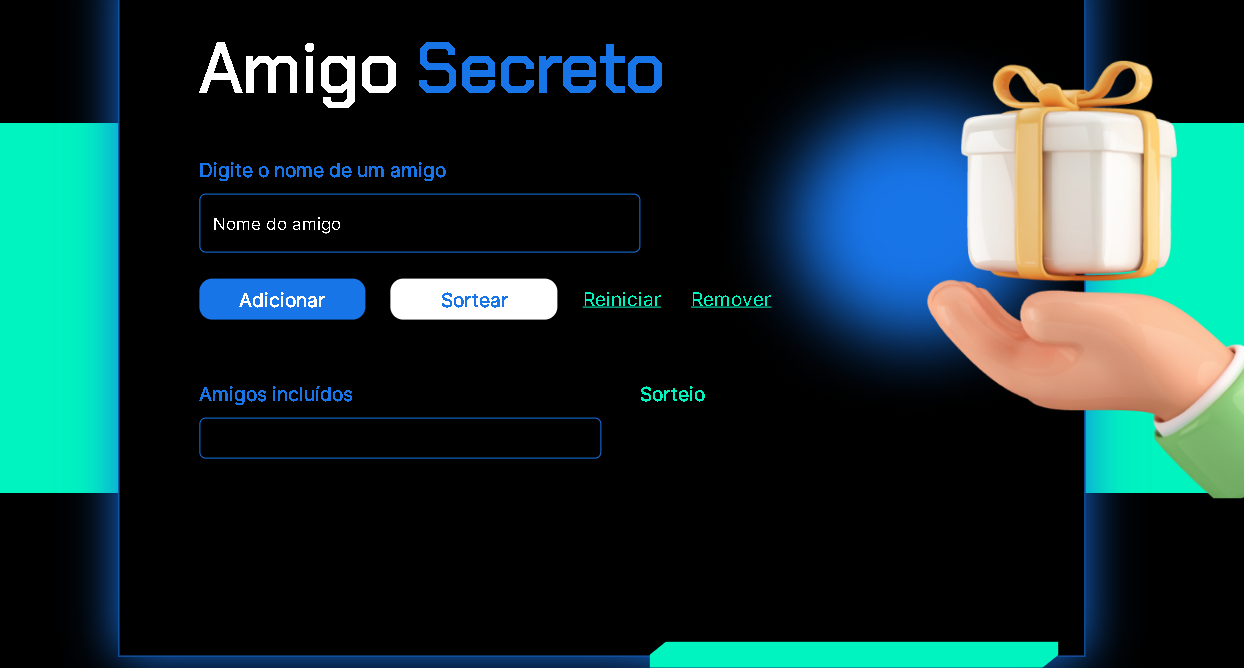 Amigo Secreto
Digite o nome de um amigo
Nome do amigo
Adicionar Sortear Reiniciar Remover
Amigos incluídos Sorteio